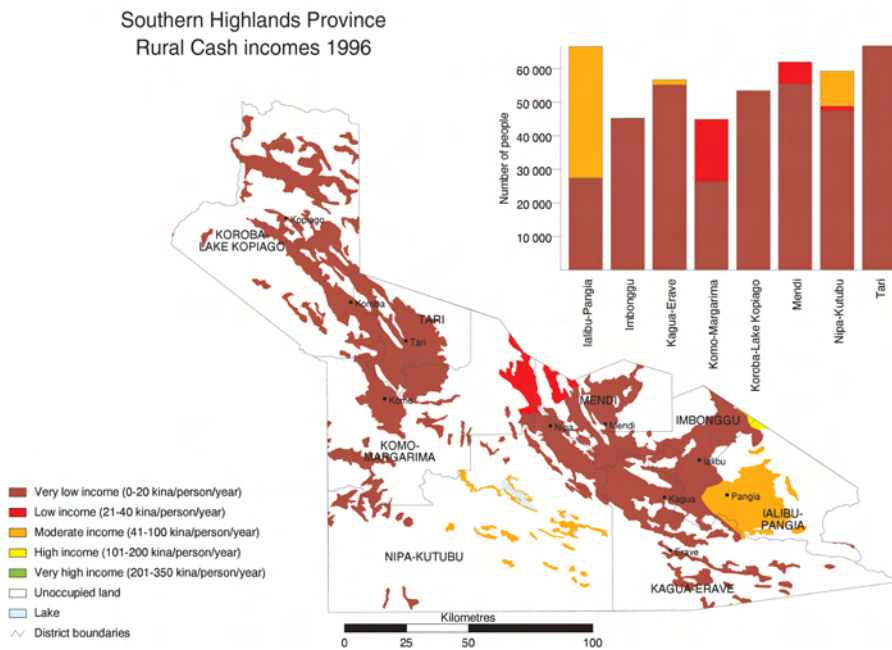 Southern Highlands Province
Rural Cash incomes 1996
Number of people
60 000
50 000
40 000
30 000
20 000
10 000
Ialibu-Pangia
Imbonggu
Kagua-Erave
Komo-Margarima
Koroba-Lake Kopiago
Mendi
Nipa-Kutubu
Tari
Kopiago
KOROBA-
LAKE KOPIAGO
Koroba
TARI
Tari
Komo
KOMO-
MARGARIMA
MENDI
Nipa
Mendi
IMBONGGU
Ialibu
Kagua
Pangia
IALIBU-
PANGIA
NIPA-KUTUBU
Erave
KAGUA-ERAVE
Very low income (0-20 kina/person/year)
Low income (21-40 kina/person/year)
Moderate income (41-100 kina/person/year)
High income (101-200 kina/person/year)
Very high income (201-350 kina/person/year)
Unoccupied land
Lake
District boundaries
Kilometres
0 25 50 100